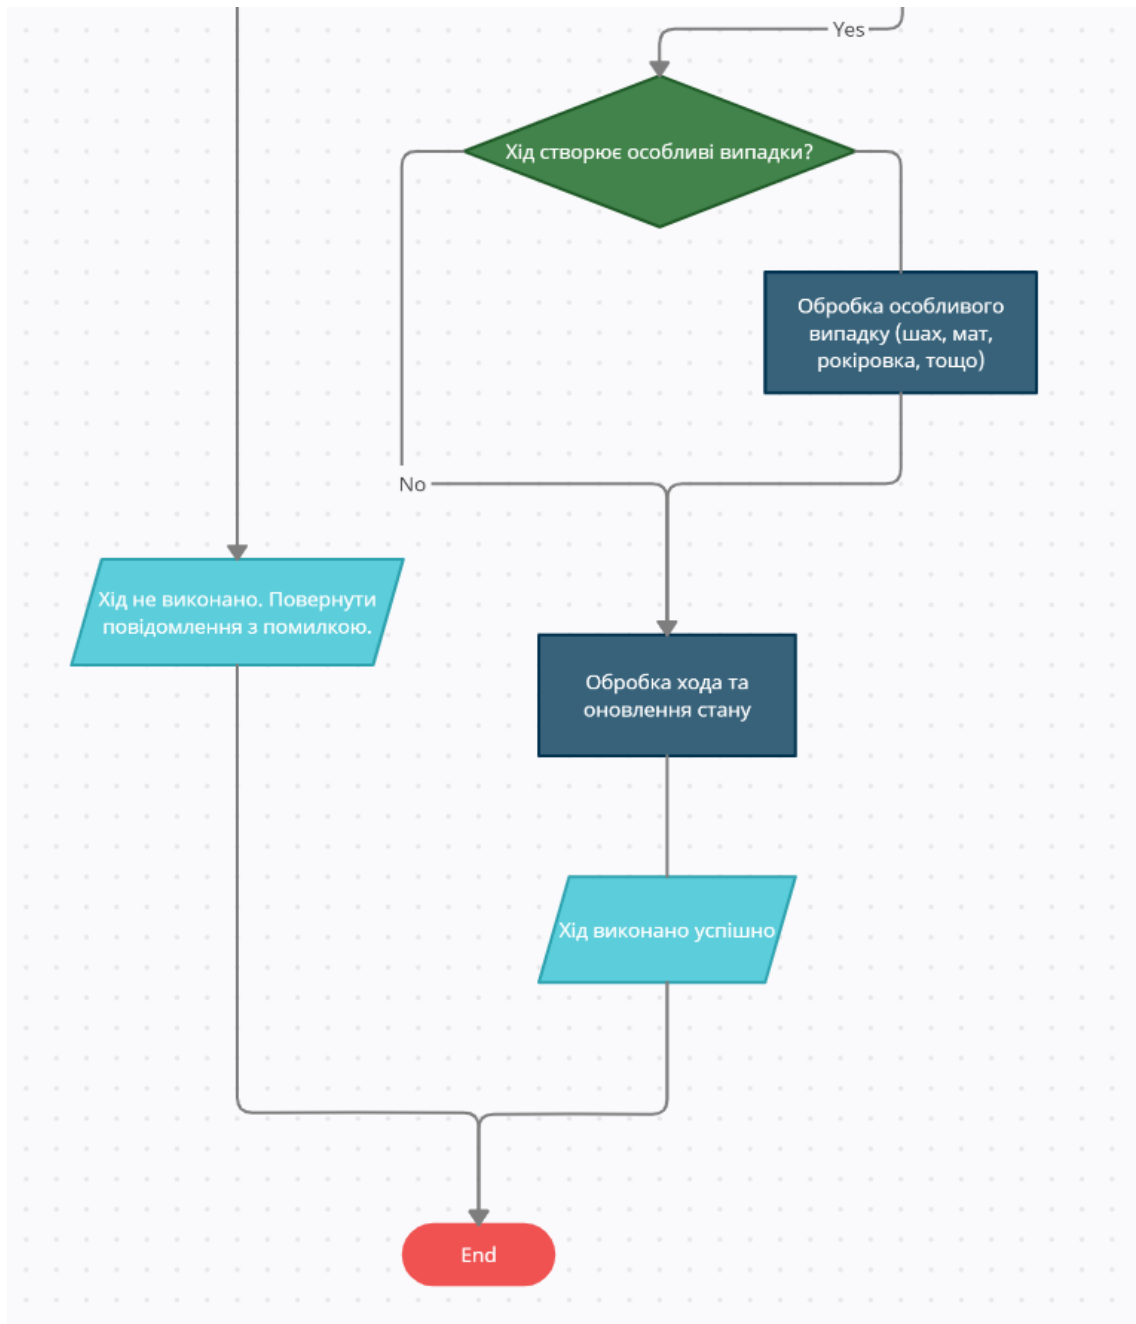 Yes
Хід створює особливі випадки?
Обробка особливого
випадку (шах, мат,
рокіровка, тощо)
No
Хід не виконано. Повернути
повідомлення з помилкою.
Обробка хода та
оновлення стану
Хід виконано успішно
End